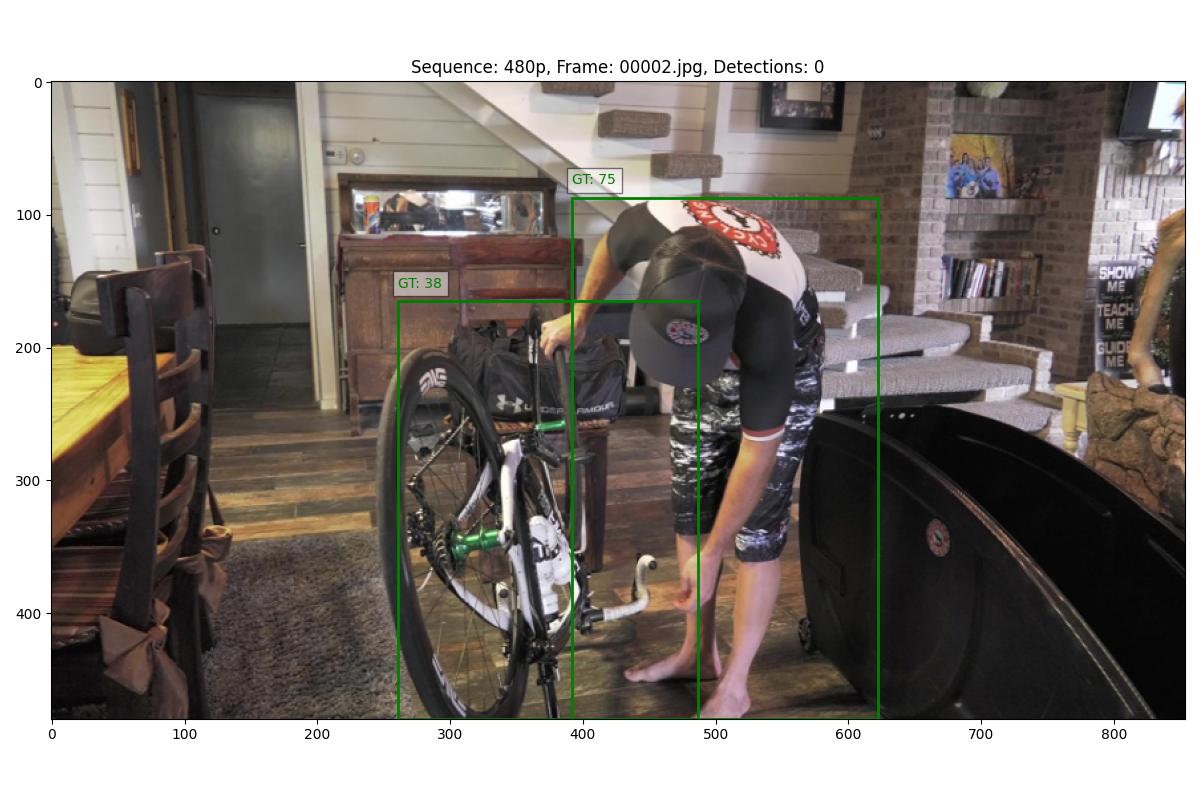 Sequence: 480p, Frame: 00002.jpg, Detections: 0
GT: 75
GT: 38
CYCLING
SHOW
ME
TEACH
ME
GUIDE
ME
UNDER ARMOUR
0
100
200
300
400
0
100
200
300
400
500
600
700
800